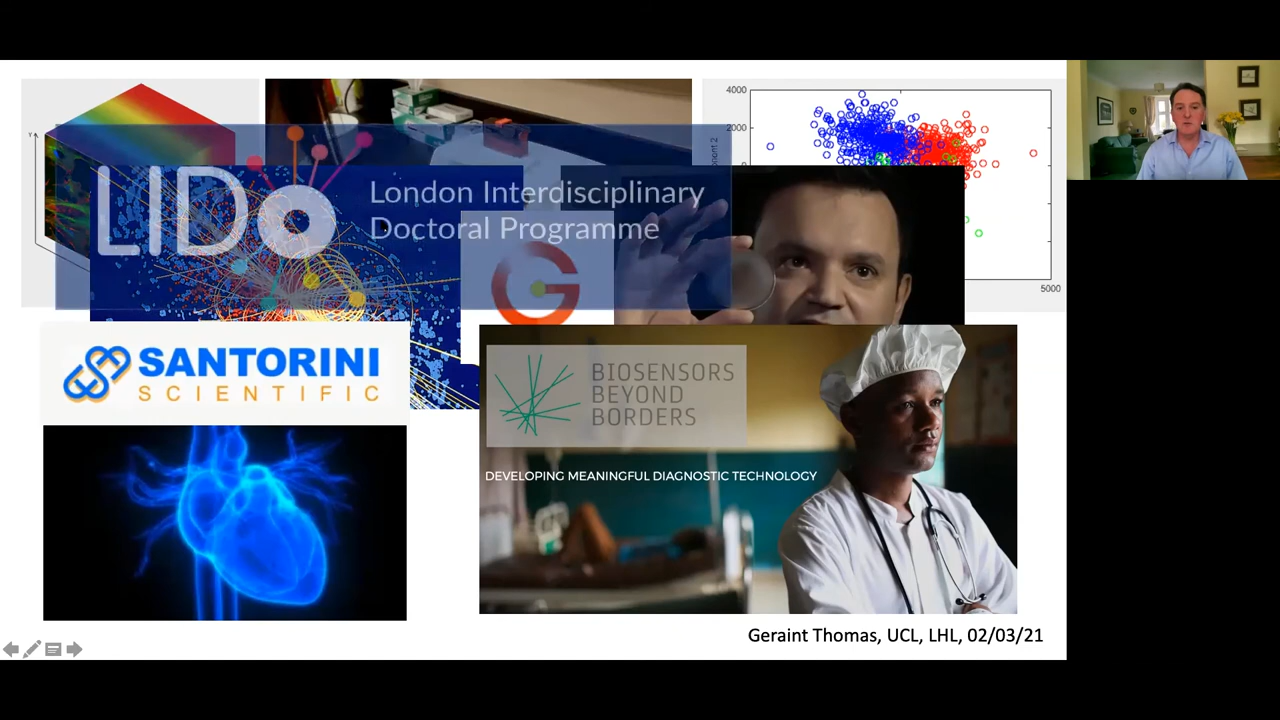 4000
2000
Y
LIDo
London Interdisciplinary
Doctoral Programme
5000
G
SANTORINI
SCIENTIFIC
BIOSENSORS
BEYOND
BORDERS
DEVELOPING MEANINGFUL DIAGNOSTIC TECHNOLOGY
Geraint Thomas, UCL, LHL, 02/03/21